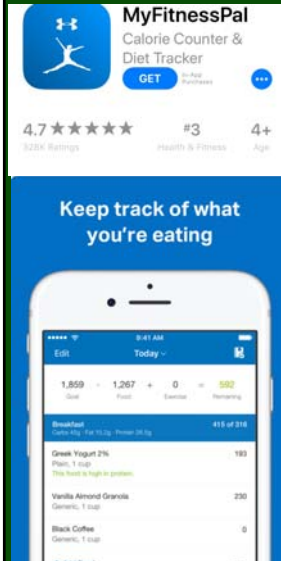 MyFitnessPal
Calorie Counter &
Diet Tracker
GET In-App
Purchases
4.7 #3 4+
328K Ratings Health & Fitness Age
Keep track of what
you're eating
9:41 AM
Edit Today
1,859 - 1,267 + 0 = 592
Goal Food Exercise Remaining
Breakfast 415 of 316
Greek Yogurt 2% 193
Plain, 1 cup
This food is high in protein.
Vanilla Almond Granola 230
Generic, 1 cup
Black Coffee 0
Generic, 1 cup